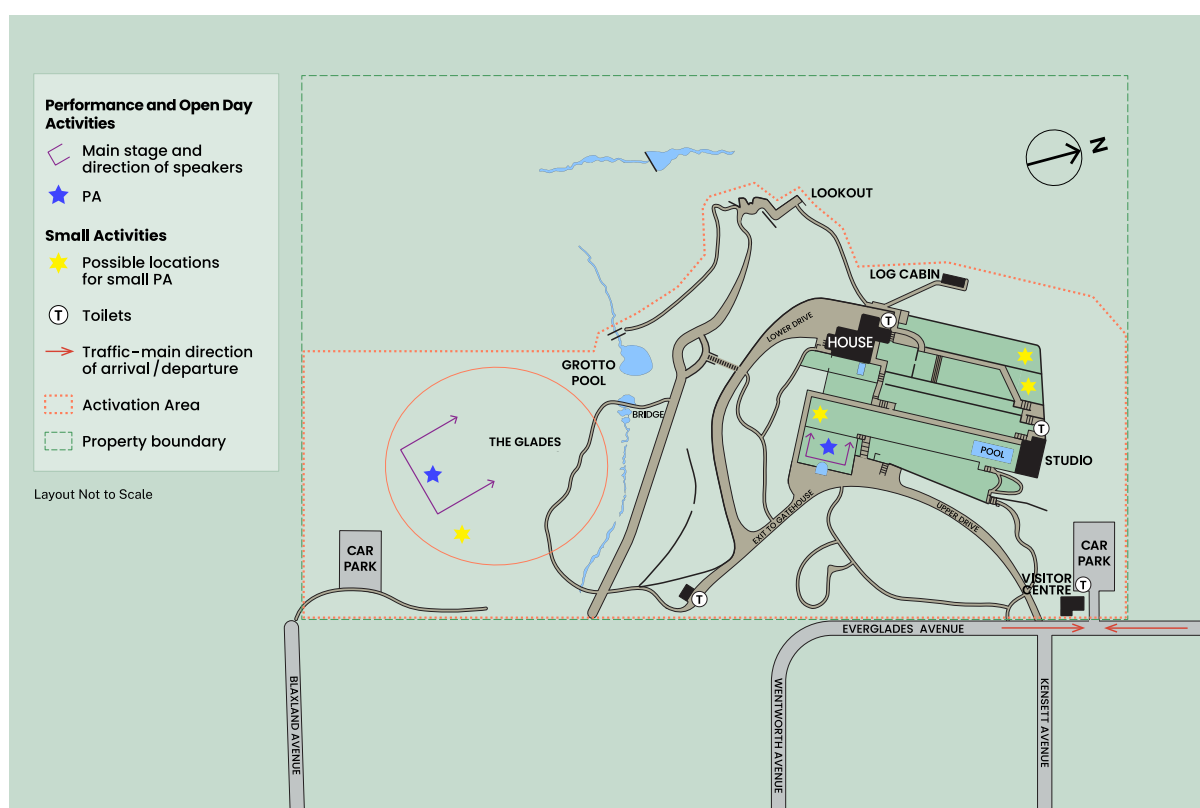 Performance and Open Day
Activities
Main stage and
direction of speakers
PA
Small Activities
Possible locations
for small PA
T
Toilets
Traffic-main direction
of arrival/departure
Activation Area
Property boundary
Layout Not to Scale
N
LOOKOUT
LOG CABIN
T
LOWER DRIVE
HOUSE
GROTTO
POOL
BRIDGE
THE GLADES
T
POOL
STUDIO
EXIT TO GATEHOUSE
UPPER DRIVE
CAR
PARK
CAR
PARK
VISITOR
CENTRE
T
T
EVERGLADES AVENUE
BLAXLAND AVENUE
WENTWORTH AVENUE
KENSETT AVENUE